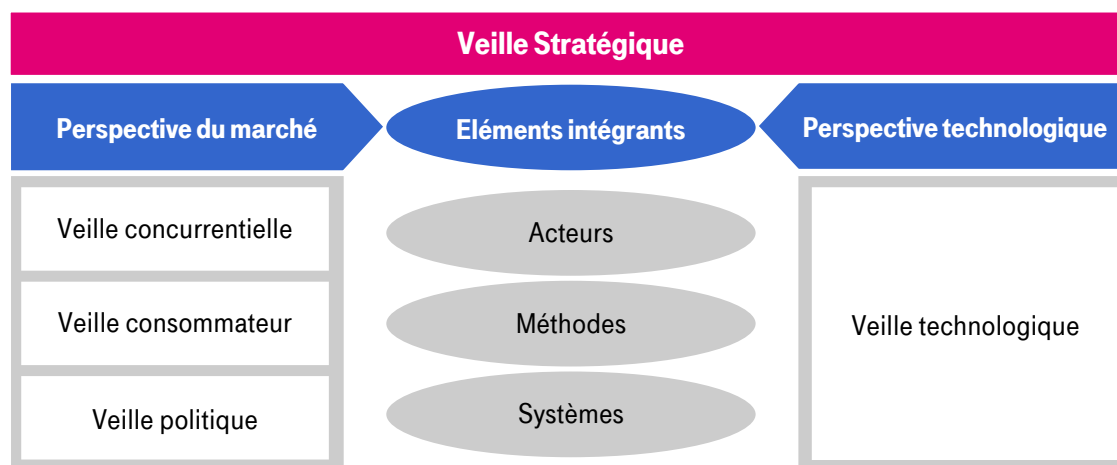 Veille Stratégique
Perspective du marché
Eléments intégrants
Perspective technologique
Veille concurrentielle
Acteurs
Veille consommateur
Méthodes
Veille technologique
Veille politique
Systèmes